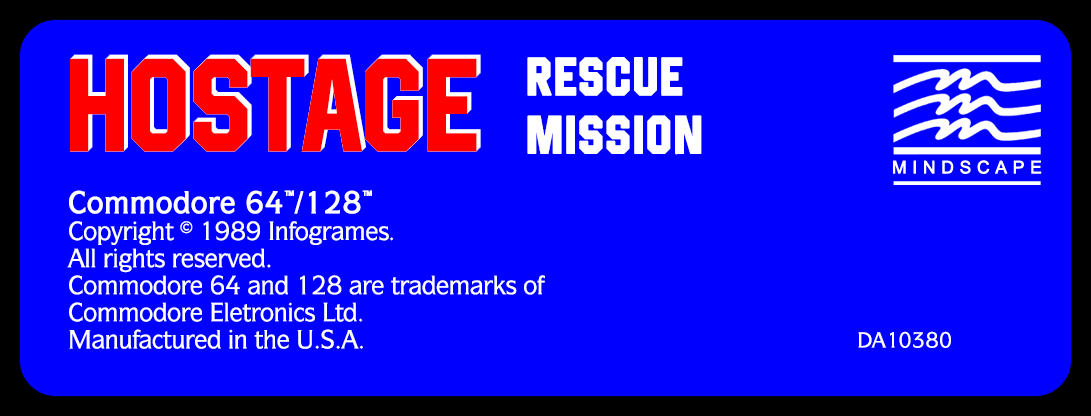 HOSTAGE
RESCUE
MISSION
MINDSCAPE
Commodore 64™/128™
Copyright © 1989 Infogrames.
All rights reserved.
Commodore 64 and 128 are trademarks of
Commodore Eletronics Ltd.
Manufactured in the U.S.A.
DA10380